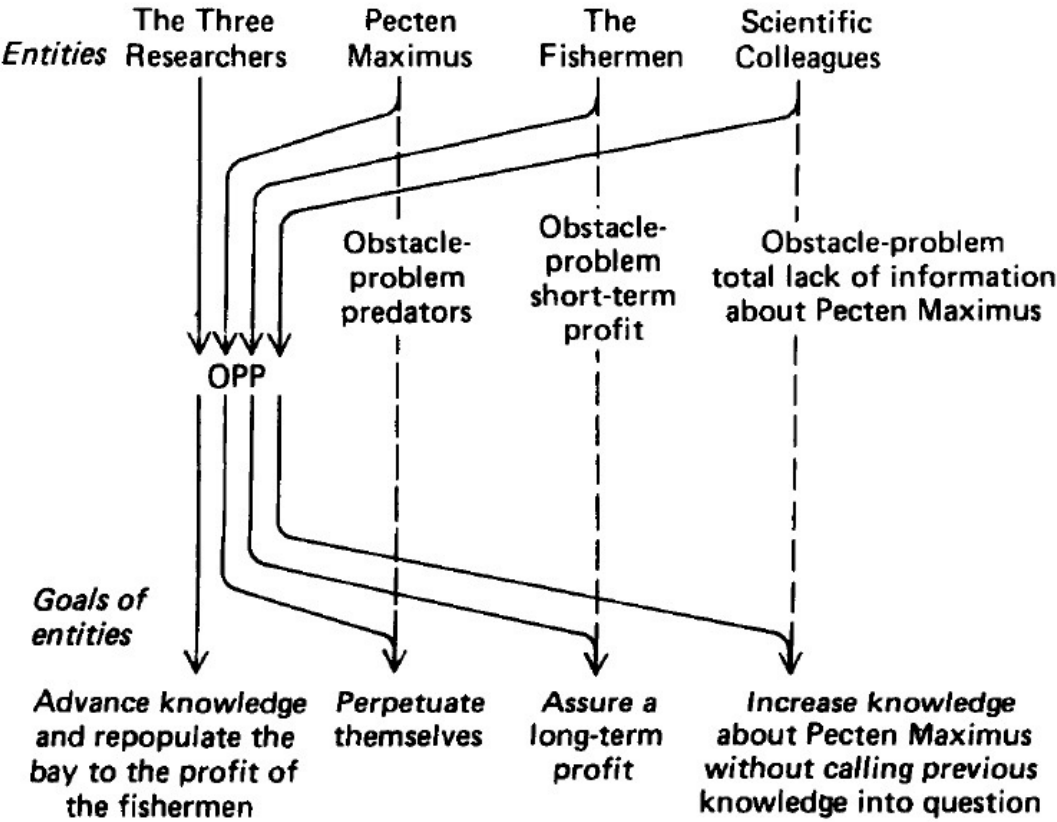 Entities
The Three
Researchers
Pecten
Maximus
The
Fishermen
Scientific
Colleagues
Obstacle-
problem
predators
Obstacle-
problem
short-term
profit
Obstacle-problem
total lack of information
about Pecten Maximus
OPP
Goals of
entities
Advance knowledge
and repopulate the
bay to the profit of
the fishermen
Perpetuate
themselves
Assure a
long-term
profit
Increase knowledge
about Pecten Maximus
without calling previous
knowledge into question